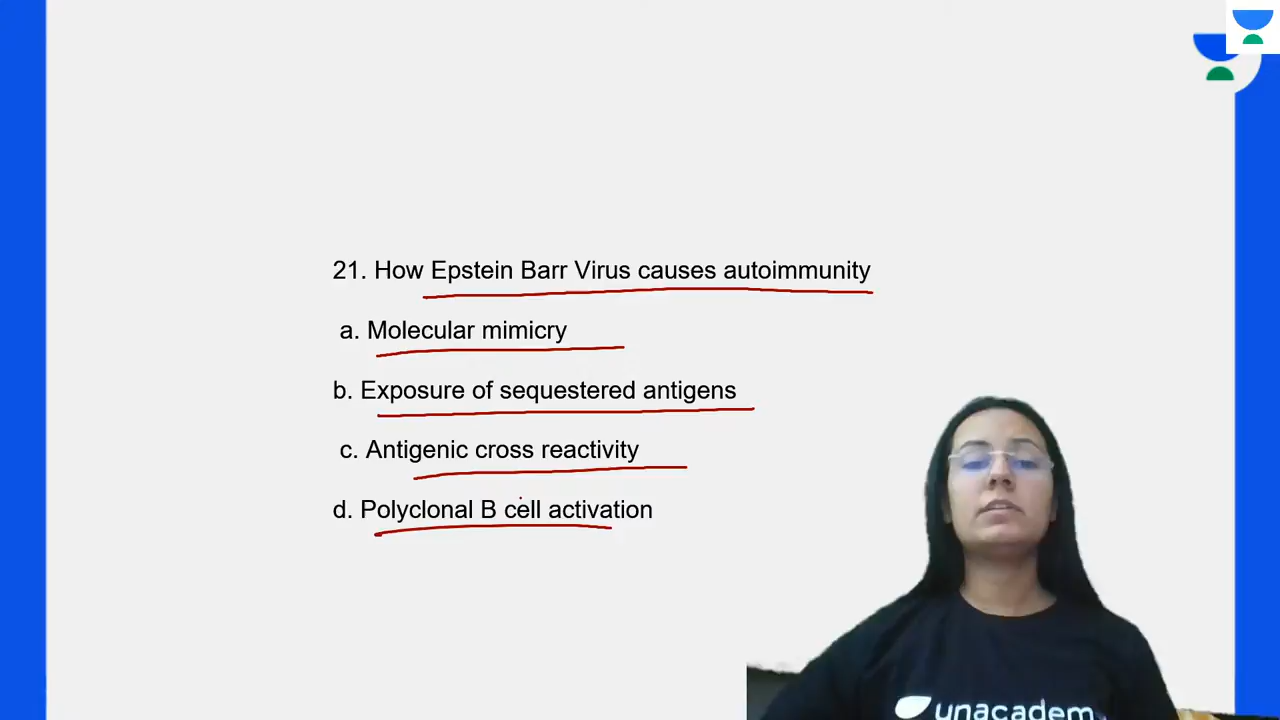 21. How Epstein Barr Virus causes autoimmunity
a. Molecular mimicry
b. Exposure of sequestered antigens
c. Antigenic cross reactivity
d. Polyclonal B cell activation
unacadem